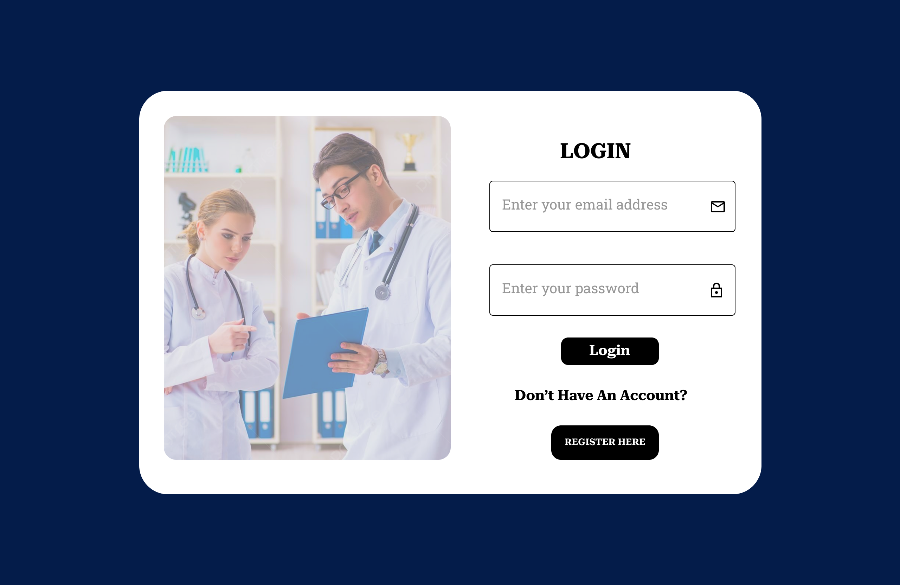 LOGIN
Enter your email address
Enter your password
Login
Don’t Have An Account?
REGISTER HERE